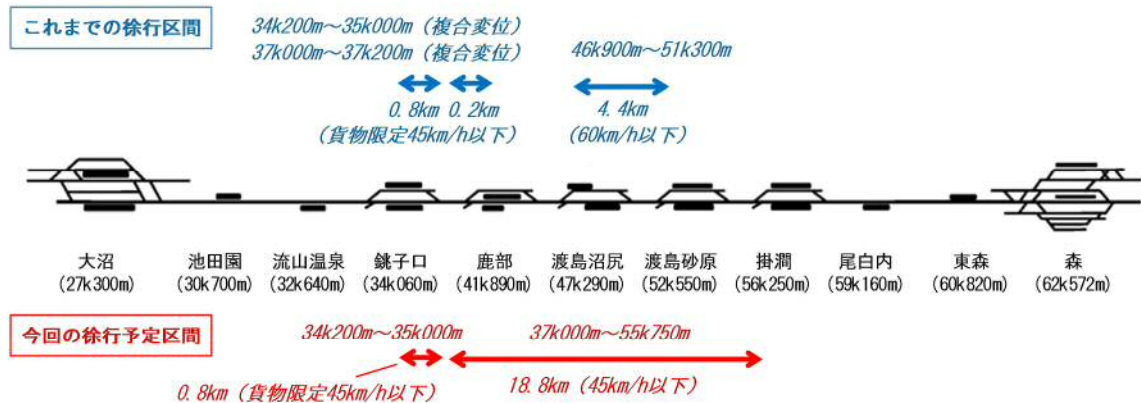 これまでの徐行区間
34k200m～35k000m（複合変位）
37k000m～37k200m（複合変位）
46k900m～51k300m
0.8km 0.2km
（貨物限定45km/h以下）
4.4km
（60km/h以下）
大沼 池田園 流山温泉 銚子口 鹿部 渡島沼尻 渡島砂原 掛澗 尾白内 東森 森
(27k300m) (30k700m) (32k640m) (34k060m) (41k890m) (47k290m) (52k550m) (56k250m) (59k160m) (60k820m) (62k572m)
今回の徐行予定区間
34k200m～35k000m
37k000m～55k750m
0.8km（貨物限定45km/h以下）
18.8km（45km/h以下）